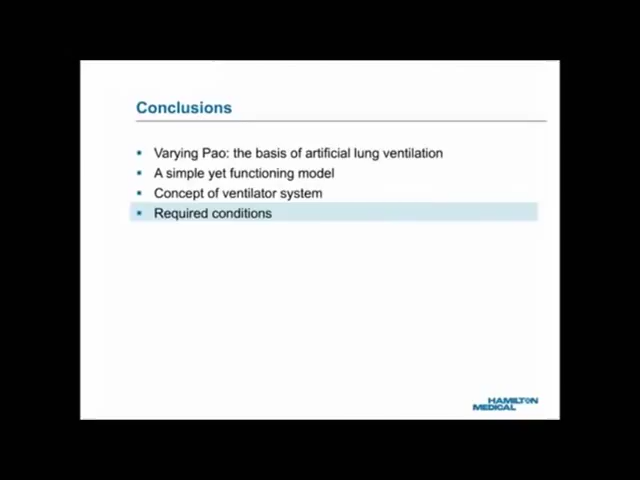 Conclusions
Varying Pao: the basis of artificial lung ventilation
A simple yet functioning model
Concept of ventilator system
Required conditions
HAMILTON
MEDICAL